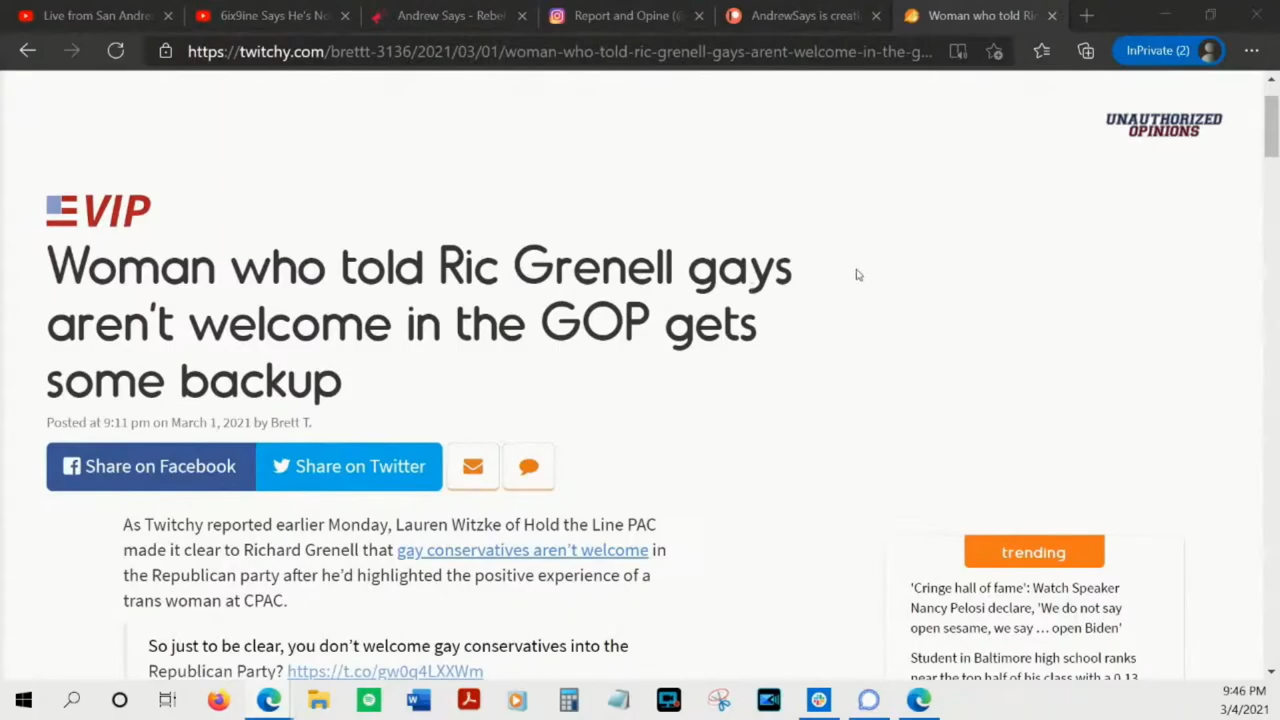 Live from San Andre
6ix9ine Says He's No
Andrew Says - Rebe
Report and Opine (@
AndrewSays is creati
Woman who told Ri
https://twitchy.com/brettt-3136/2021/03/01/woman-who-told-ric-grenell-gays-arent-welcome-in-the-g...
InPrivate (2)
UNAUTHORIZED
OPINIONS
VIP
Woman who told Ric Grenell gays
aren't welcome in the GOP gets
some backup
Posted at 9:11 pm on March 1, 2021 by Brett T.
Share on Facebook
Share on Twitter
As Twitchy reported earlier Monday, Lauren Witzke of Hold the Line PAC
made it clear to Richard Grenell that gay conservatives aren't welcome in
the Republican party after he'd highlighted the positive experience of a
trans woman at CPAC.
So just to be clear, you don't welcome gay conservatives into the
Republican Party? https://t.co/gw0q4LXXWm
trending
'Cringe hall of fame': Watch Speaker
Nancy Pelosi declare, 'We do not say
open sesame, we say ... open Biden'
Student in Baltimore high school ranks
near the top half of his class with a 0.13
9:46 PM
3/4/2021